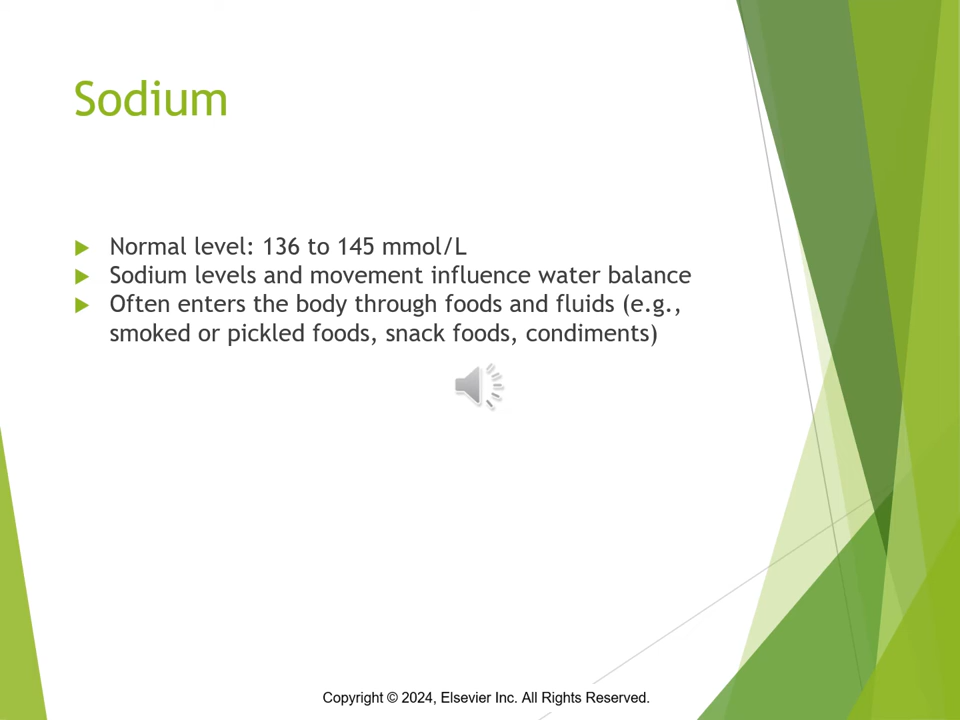 Sodium
Normal level: 136 to 145 mmol/L
Sodium levels and movement influence water balance
Often enters the body through foods and fluids (e.g.,
smoked or pickled foods, snack foods, condiments)
Copyright © 2024, Elsevier Inc. All Rights Reserved.